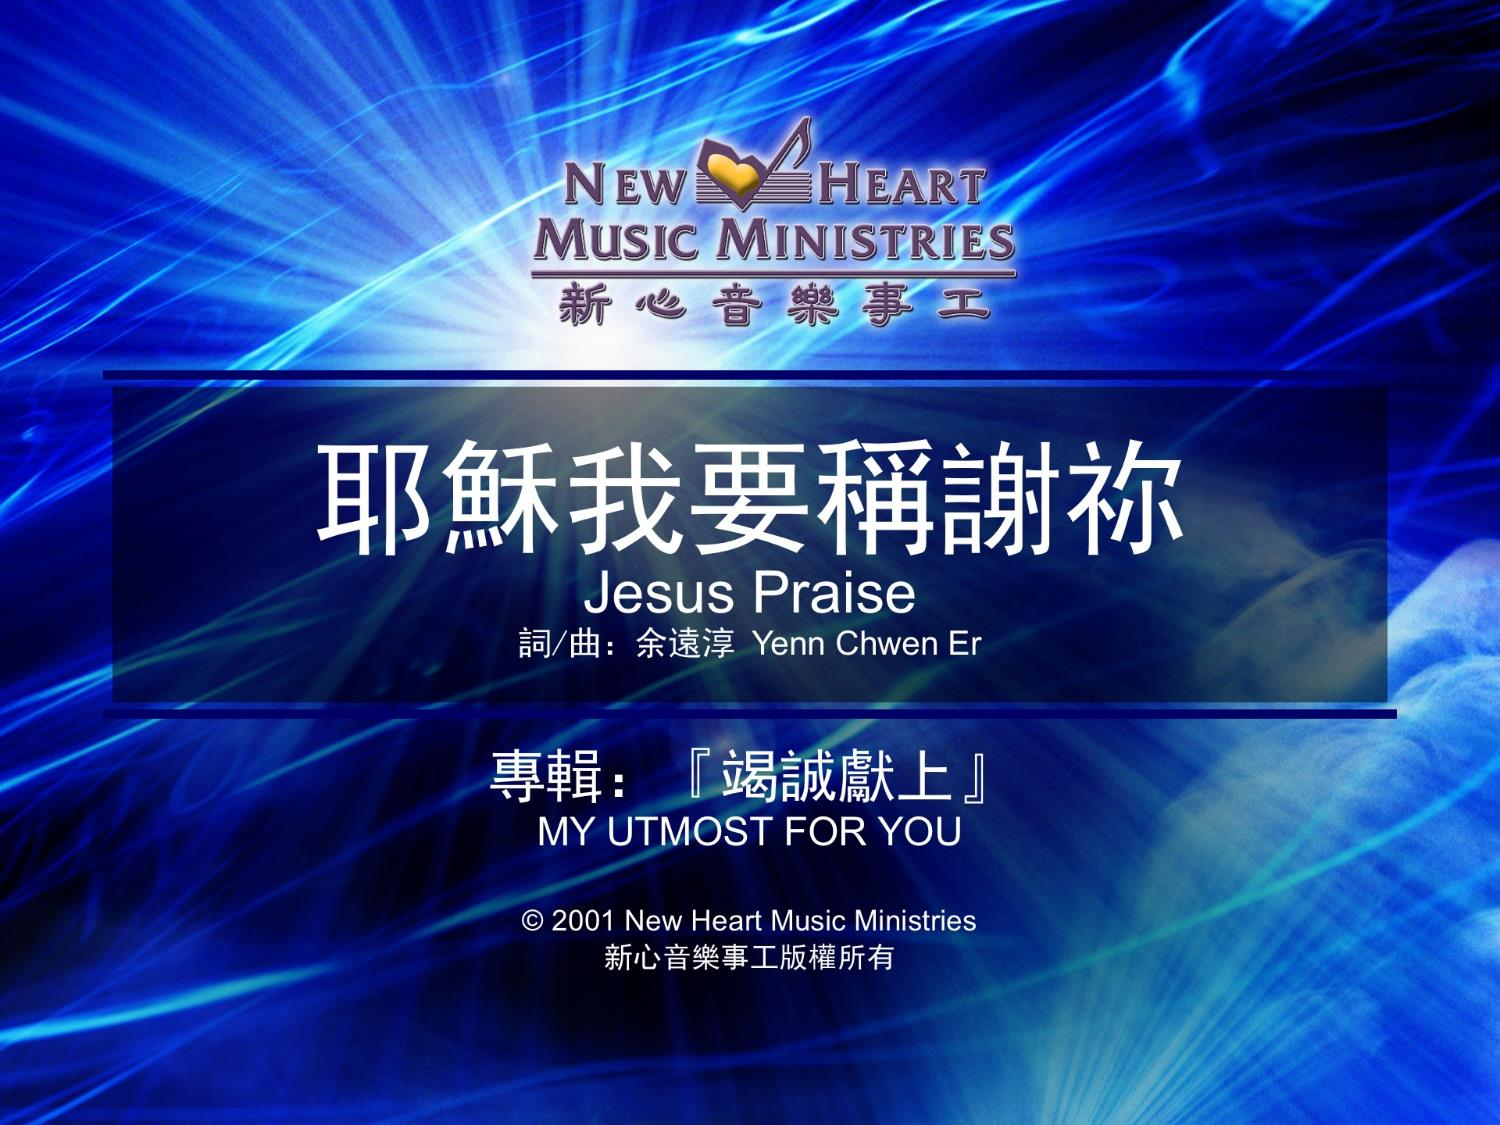 NEW HEART
MUSIC MINISTRIES
新心音樂事工
耶穌我要稱謝祢
Jesus Praise
詞/曲：余遠淳 Yenn Chwen Er
專輯：『竭誠獻上』
MY UTMOST FOR YOU
© 2001 New Heart Music Ministries
新心音樂事工版權所有